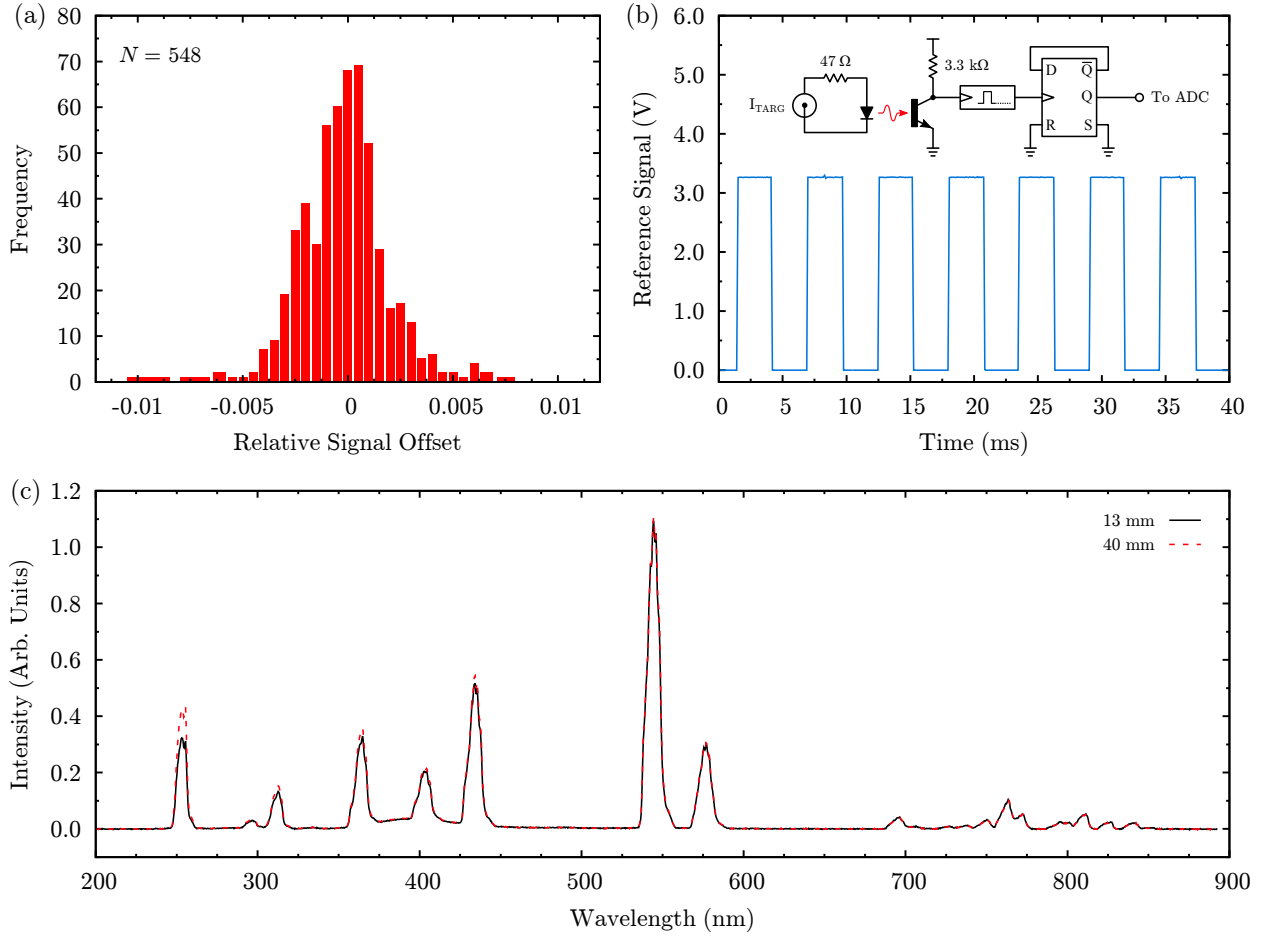 (a)
N = 548
80
70
60
50
40
30
20
10
0
Frequency
-0.01
-0.005
0
0.005
0.01
Relative Signal Offset
(b)
6.0
5.0
4.0
3.0
2.0
1.0
0.0
Reference Signal (V)
47 Ω
I_TARG
3.3 kΩ
D
Q̅
Q
R
S
To ADC
0
5
10
15
20
25
30
35
40
Time (ms)
(c)
1.2
1.0
0.8
0.6
0.4
0.2
0.0
Intensity (Arb. Units)
13 mm
40 mm
200
300
400
500
600
700
800
900
Wavelength (nm)